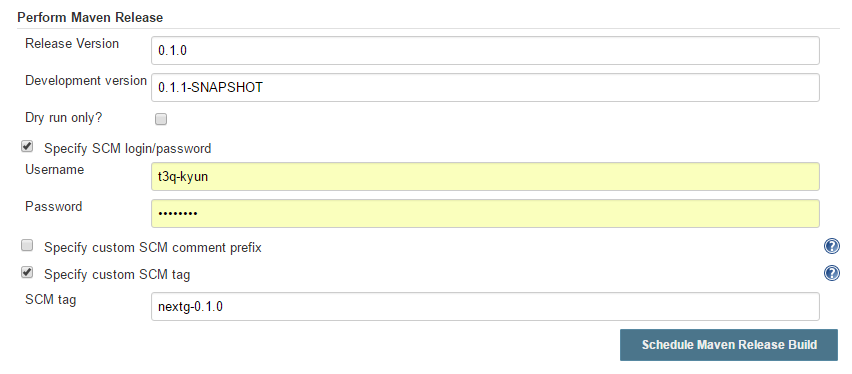 Perform Maven Release
Release Version
0.1.0
Development version
0.1.1-SNAPSHOT
Dry run only?
Specify SCM login/password
Username
t3q-kyun
Password
••••••••
Specify custom SCM comment prefix
?
Specify custom SCM tag
?
SCM tag
nextg-0.1.0
Schedule Maven Release Build